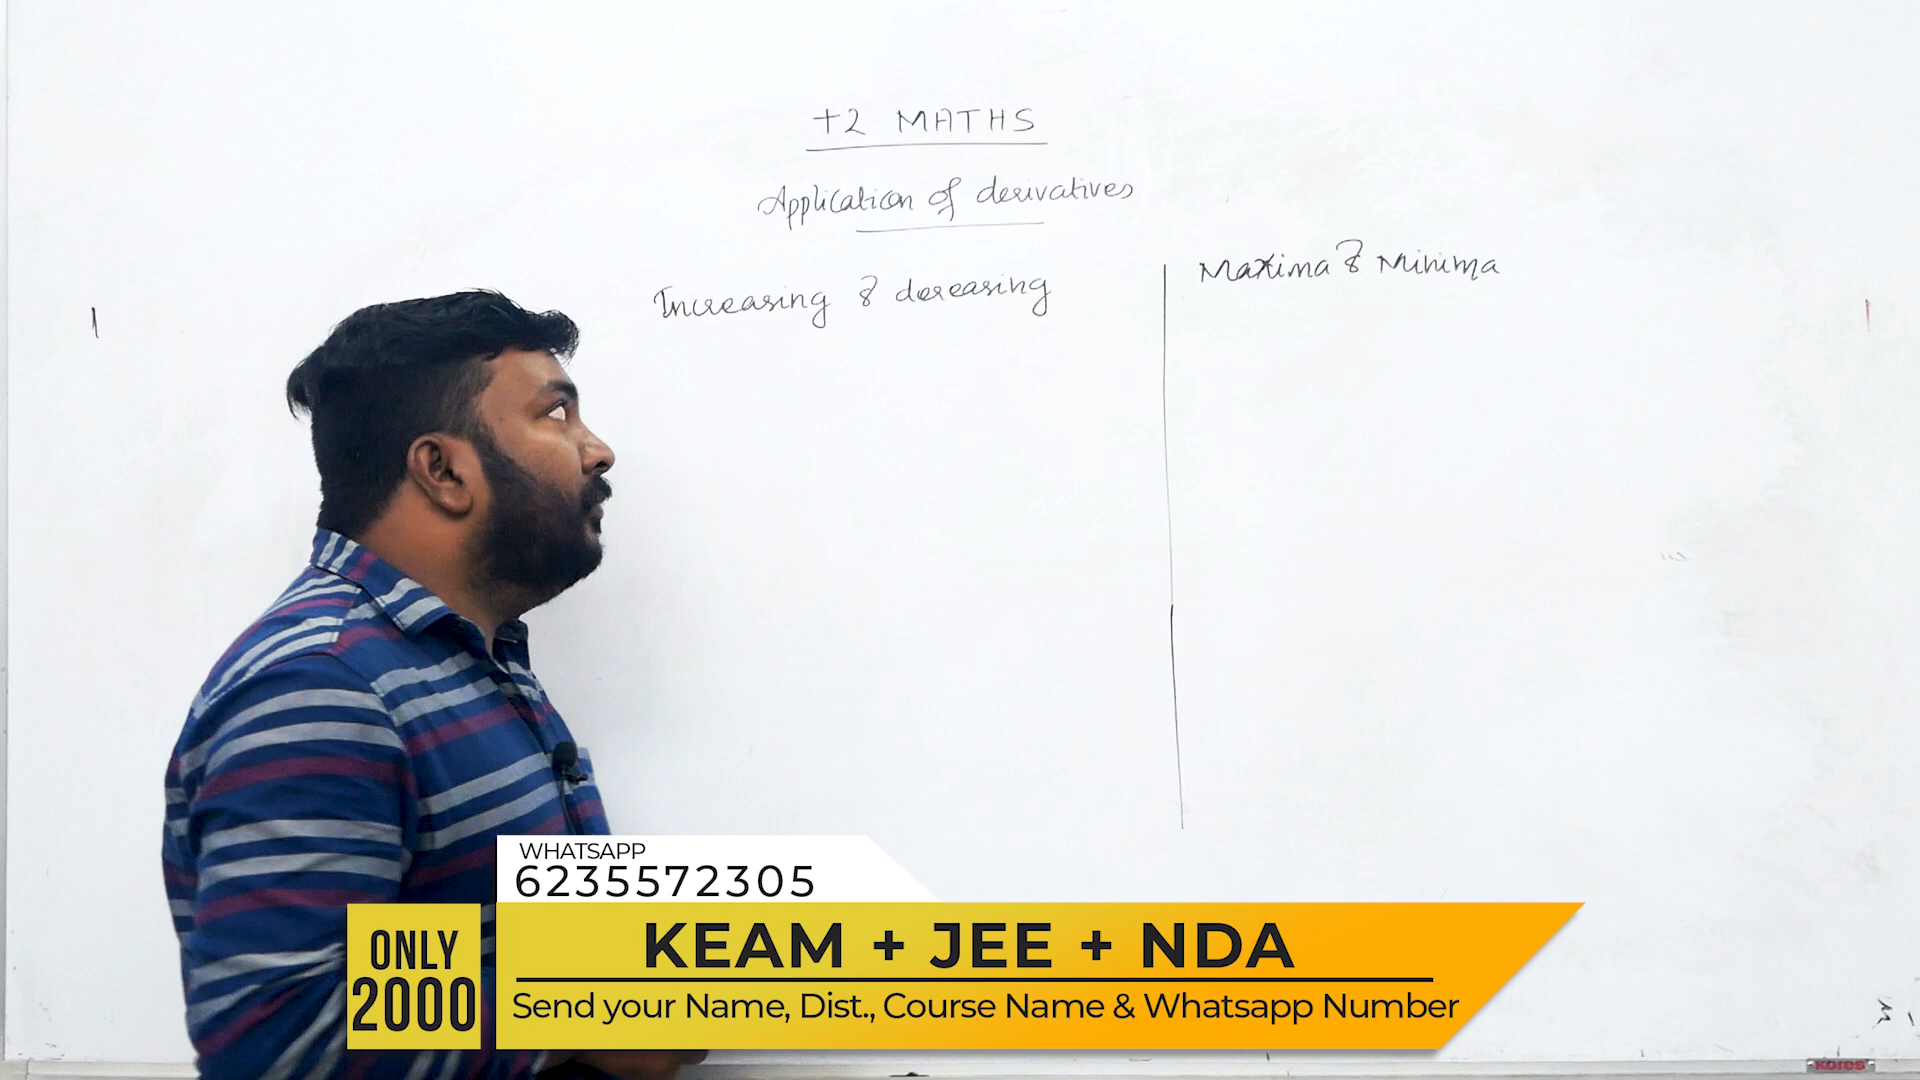 +2 MATHS
Application of derivatives
Increasing & decreasing
Maxima & Minima
WHATSAPP
6235572305
ONLY
2000
KEAM + JEE + NDA
Send your Name, Dist., Course Name & Whatsapp Number
Kores